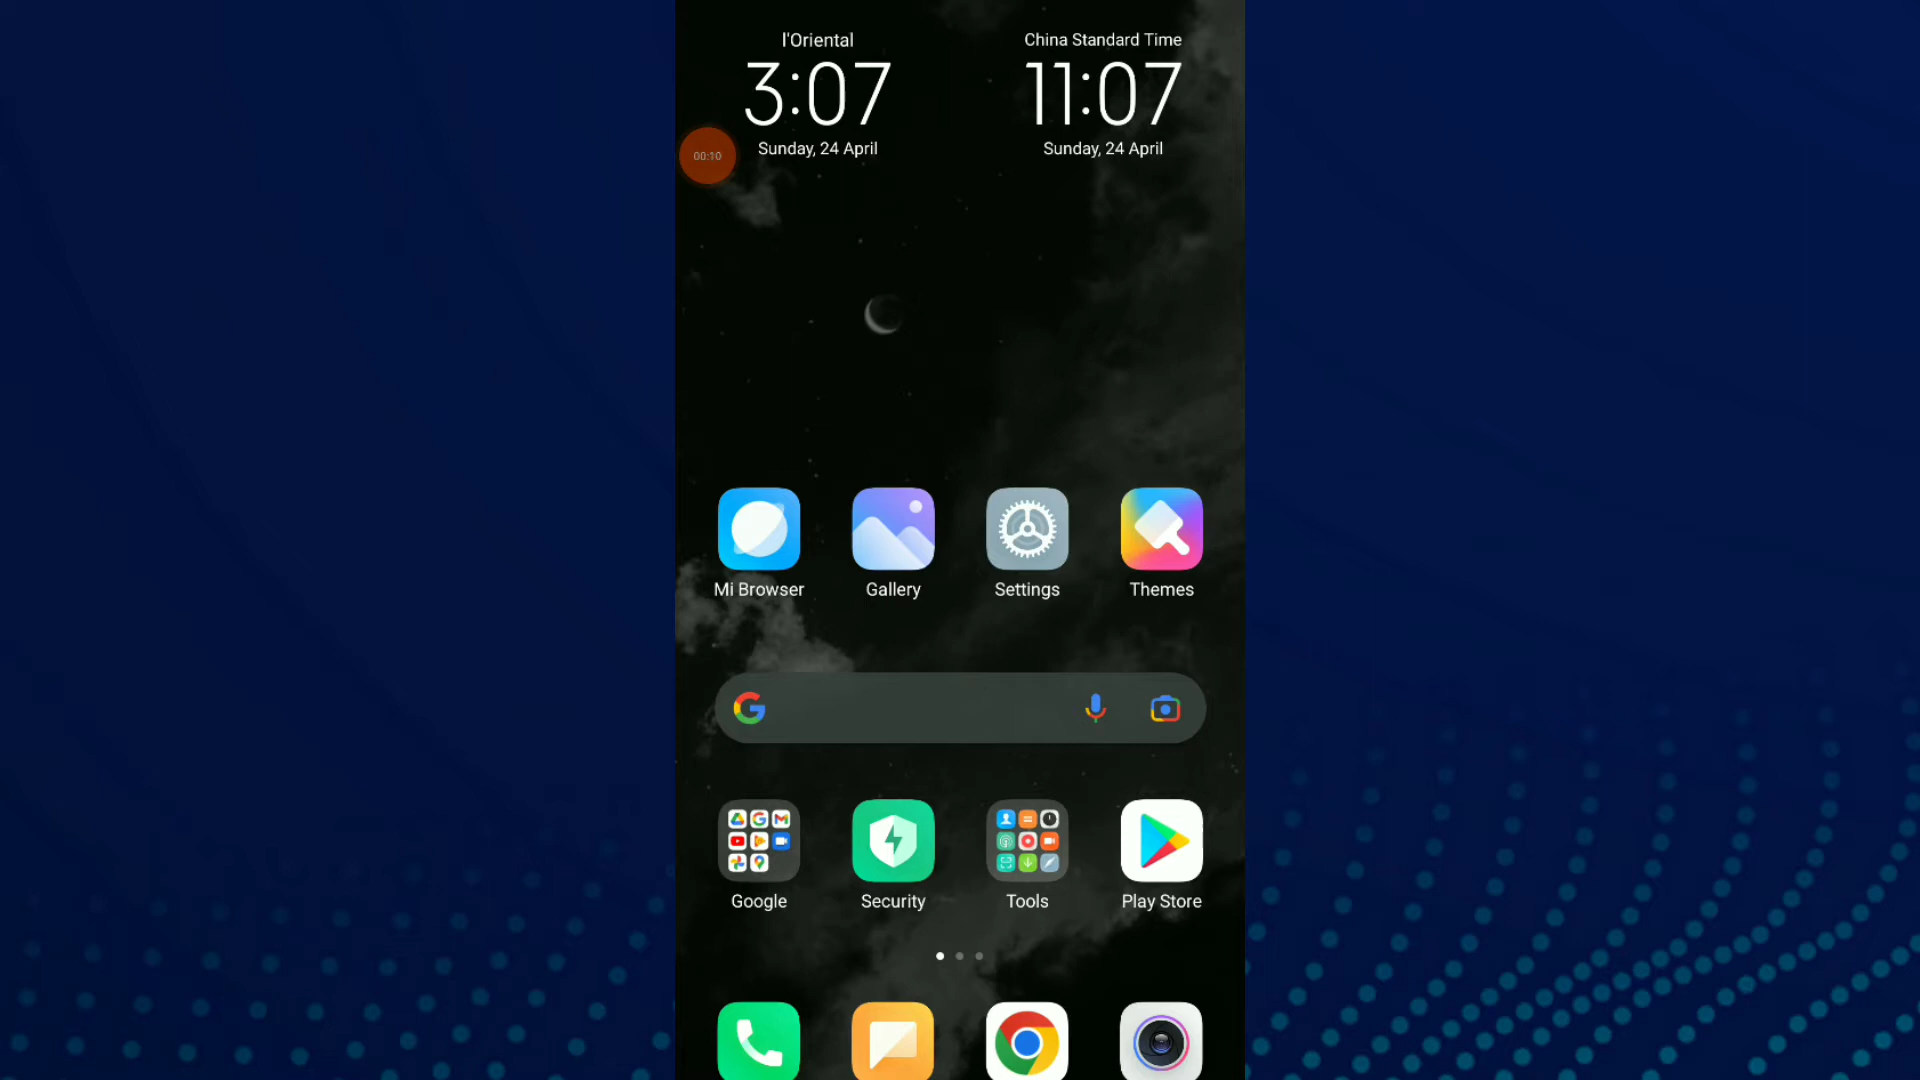 l'Oriental
3:07
Sunday, 24 April
China Standard Time
11:07
Sunday, 24 April
00:10
Mi Browser
Gallery
Settings
Themes
Google
Security
Tools
Play Store